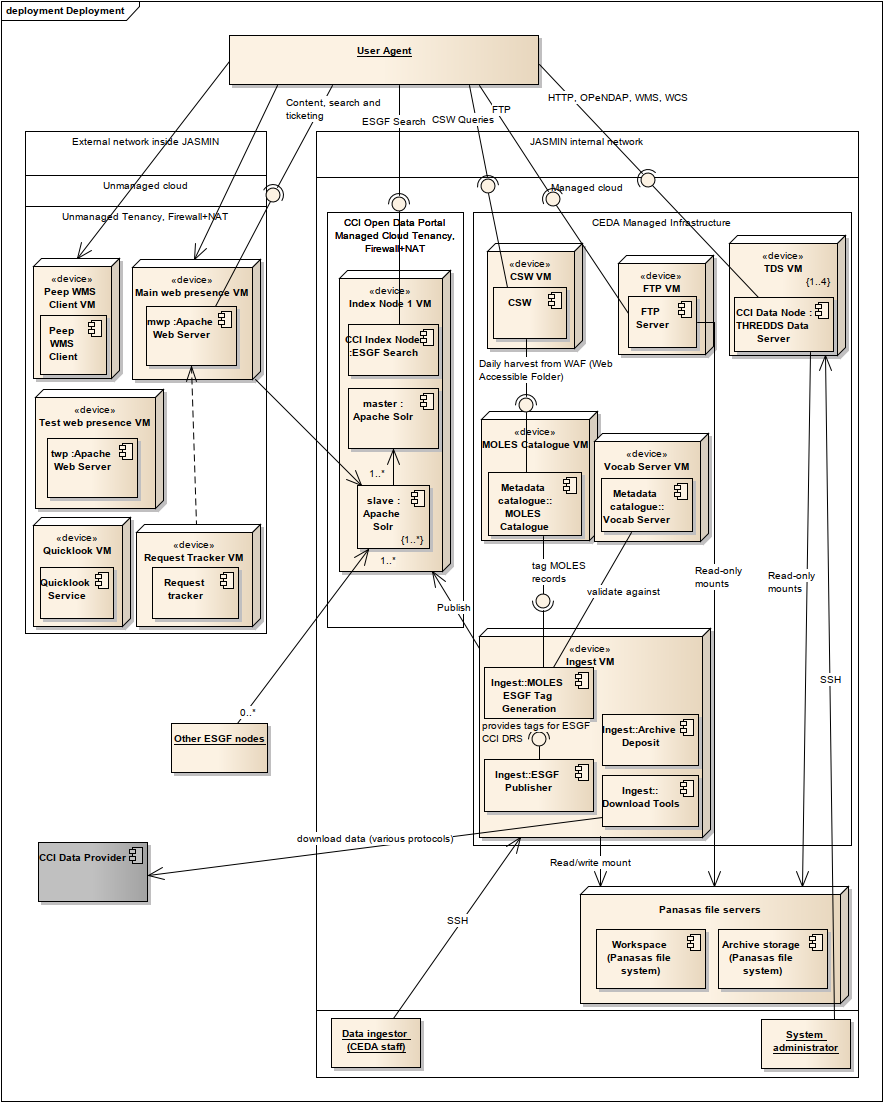 deployment Deployment
User Agent
Content, search and
ticketing
ESGF Search
CSW Queries
FTP
HTTP, OPeNDAP, WMS, WCS
External network inside JASMIN
JASMIN internal network
Unmanaged cloud
Managed cloud
Unmanaged Tenancy, Firewall+NAT
CCI Open Data Portal
Managed Cloud Tenancy,
Firewall+NAT
CEDA Managed Infrastructure
«device»
Peep WMS
Client VM
Peep
WMS
Client
«device»
Main web presence VM
mwp :Apache
Web Server
«device»
Index Node 1 VM
CCI Index Node
:ESGF Search
master :
Apache Solr
1..*
slave :
Apache
Solr
{1..*}
1..*
«device»
CSW VM
CSW
«device»
FTP VM
FTP
Server
«device»
TDS VM
{1..4}
CCI Data Node :
THREDDS Data
Server
Daily harvest from WAF (Web
Accessible Folder)
«device»
Test web presence VM
twp :Apache
Web Server
«device»
MOLES Catalogue VM
Metadata
catalogue::
MOLES
Catalogue
«device»
Vocab Server VM
Metadata
catalogue::
Vocab Server
«device»
Quicklook VM
Quicklook
Service
«device»
Request Tracker VM
Request
tracker
tag MOLES
records
validate against
Read-only
mounts
Read-only
mounts
Publish
SSH
«device»
Ingest VM
Ingest::MOLES
ESGF Tag
Generation
provides tags for ESGF
CCI DRS
Ingest::Archive
Deposit
Ingest::ESGF
Publisher
Ingest::
Download Tools
0..*
Other ESGF nodes
download data (various protocols)
CCI Data Provider
Read/write mount
SSH
Panasas file servers
Workspace
(Panasas file
system)
Archive storage
(Panasas file
system)
Data ingestor
(CEDA staff)
System
administrator